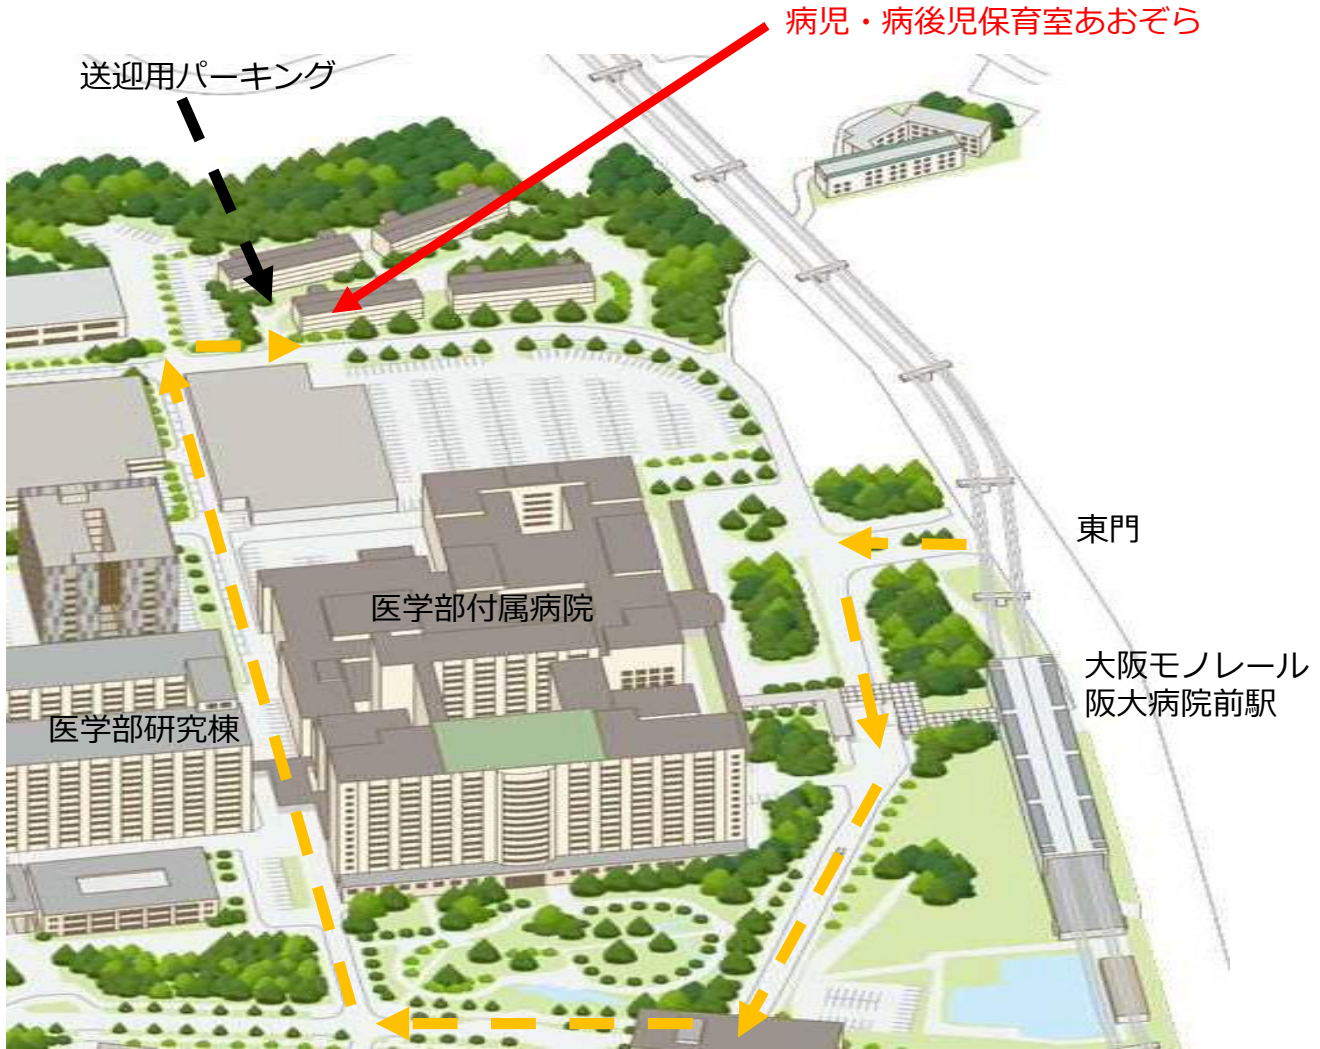 病児・病後児保育室あおぞら
送迎用パーキング
東門
医学部付属病院
大阪モノレール
阪大病院前駅
医学部研究棟